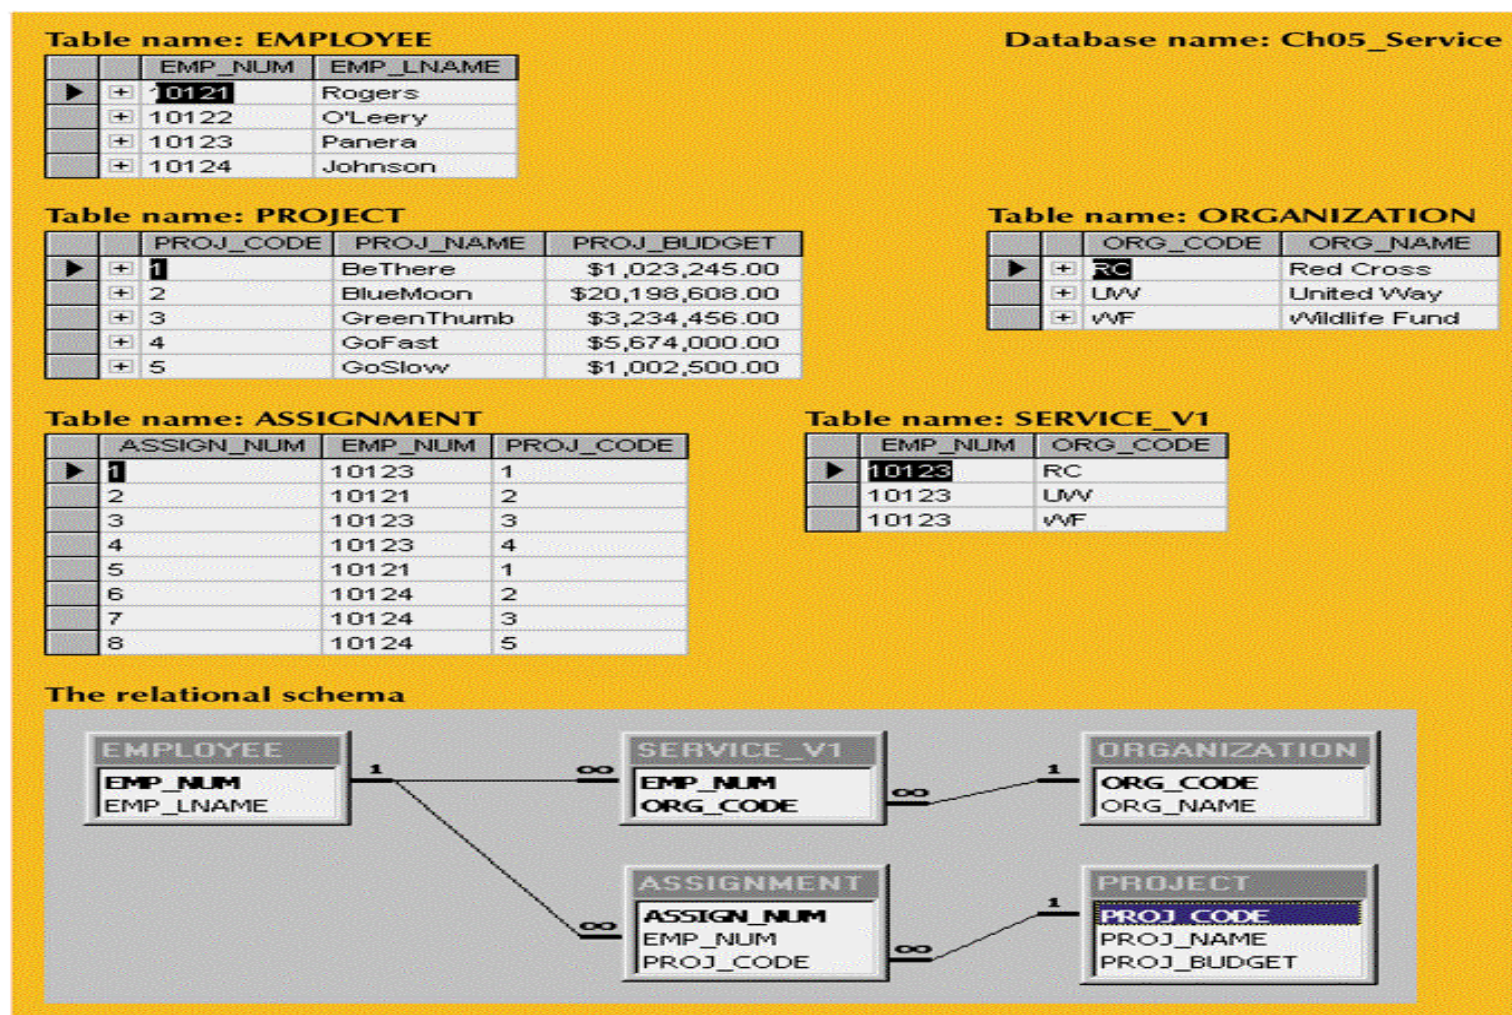 Table name: EMPLOYEE
Database name: Ch05_Service
EMP_NUM EMP_LNAME
10121 Rogers
10122 O'Leery
10123 Panera
10124 Johnson
Table name: PROJECT
PROJ_CODE PROJ_NAME PROJ_BUDGET
1 BeThere $1,023,245.00
2 BlueMoon $20,198,608.00
3 GreenThumb $3,234,456.00
4 GoFast $5,674,000.00
5 GoSlow $1,002,500.00
Table name: ORGANIZATION
ORG_CODE ORG_NAME
RC Red Cross
UW United Way
WF Wildlife Fund
Table name: ASSIGNMENT
ASSIGN_NUM EMP_NUM PROJ_CODE
1 10123 1
2 10121 2
3 10123 3
4 10123 4
5 10121 1
6 10124 2
7 10124 3
8 10124 5
Table name: SERVICE_V1
EMP_NUM ORG_CODE
10123 RC
10123 UW
10123 WF
The relational schema
EMPLOYEE
EMP_NUM
EMP_LNAME
1 ∞
SERVICE_V1
EMP_NUM
ORG_CODE
∞ 1
ORGANIZATION
ORG_CODE
ORG_NAME
∞
ASSIGNMENT
ASSIGN_NUM
EMP_NUM
PROJ_CODE
∞ 1
PROJECT
PROJ_CODE
PROJ_NAME
PROJ_BUDGET